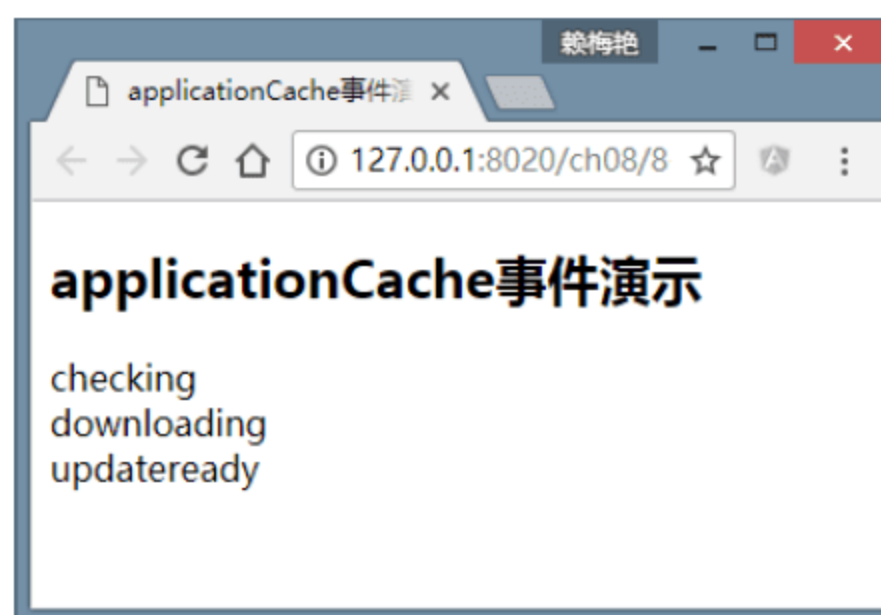 赖梅艳
applicationCache事件演
127.0.0.1:8020/ch08/8
applicationCache事件演示
checking
downloading
updateready